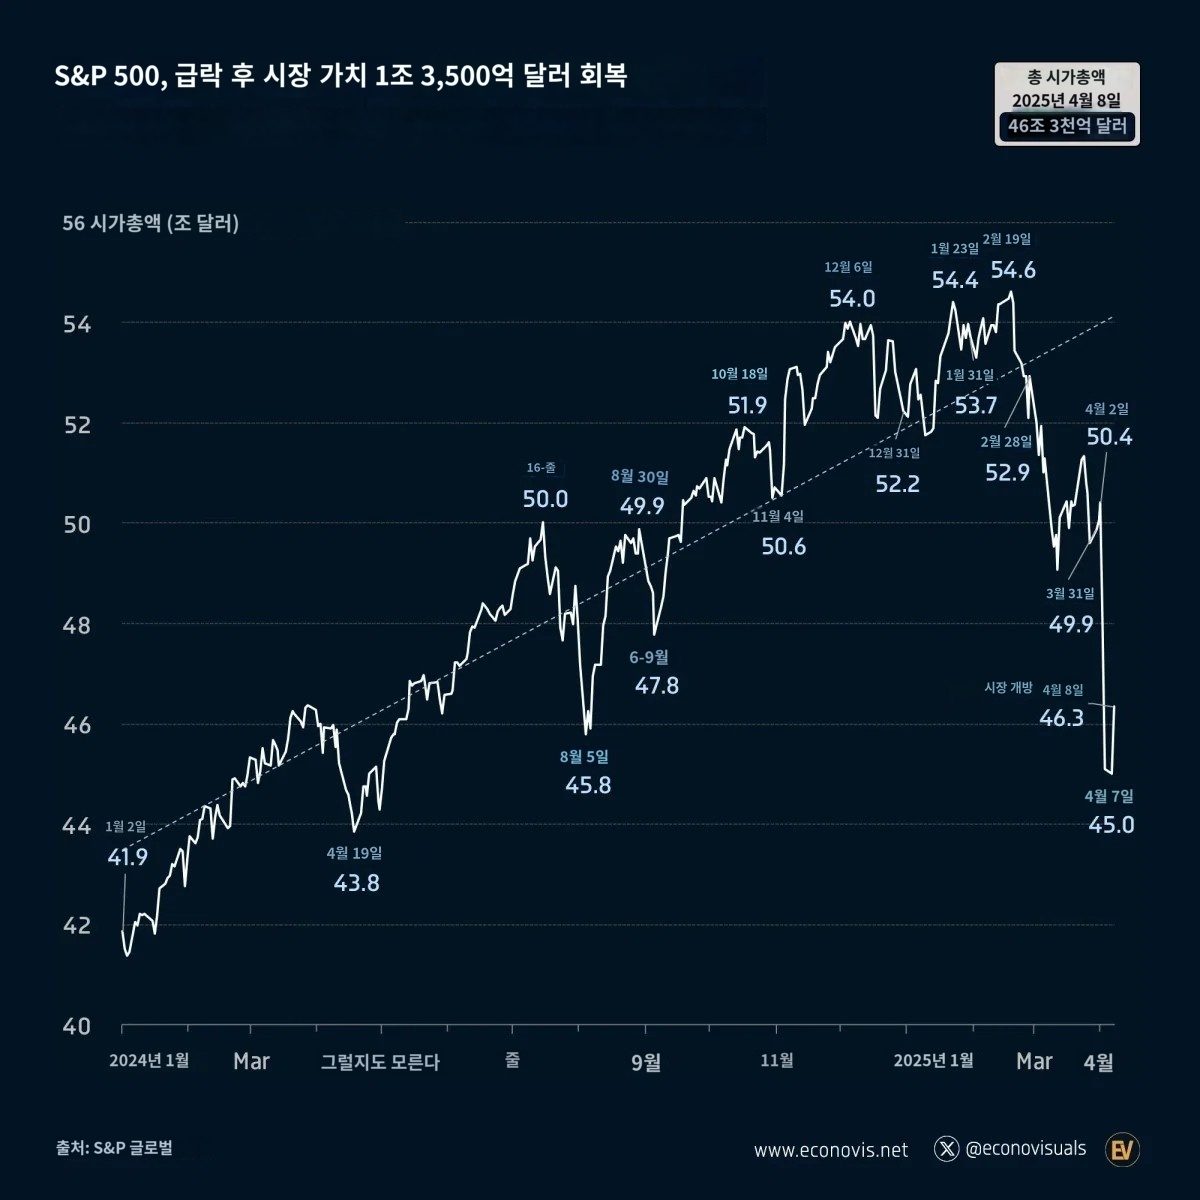 S&P 500, 급락 후 시장 가치 1조 3,500억 달러 회복
총 시가총액
2025년 4월 8일
46조 3천억 달러
56 시가총액 (조 달러)
54
52
50
48
46
44
42
40
1월 2일
41.9
4월 19일
43.8
16-줄
50.0
8월 5일
45.8
8월 30일
49.9
6-9월
47.8
10월 18일
51.9
11월 4일
50.6
12월 6일
54.0
12월 31일
52.2
1월 23일
54.4
1월 31일
53.7
2월 19일
54.6
2월 28일
52.9
3월 31일
49.9
4월 2일
50.4
시장 개방 4월 8일
46.3
4월 7일
45.0
2024년 1월 Mar 그럴지도 모른다 줄 9월 11월 2025년 1월 Mar 4월
출처: S&P 글로벌
www.econovis.net X @econovisuals EV